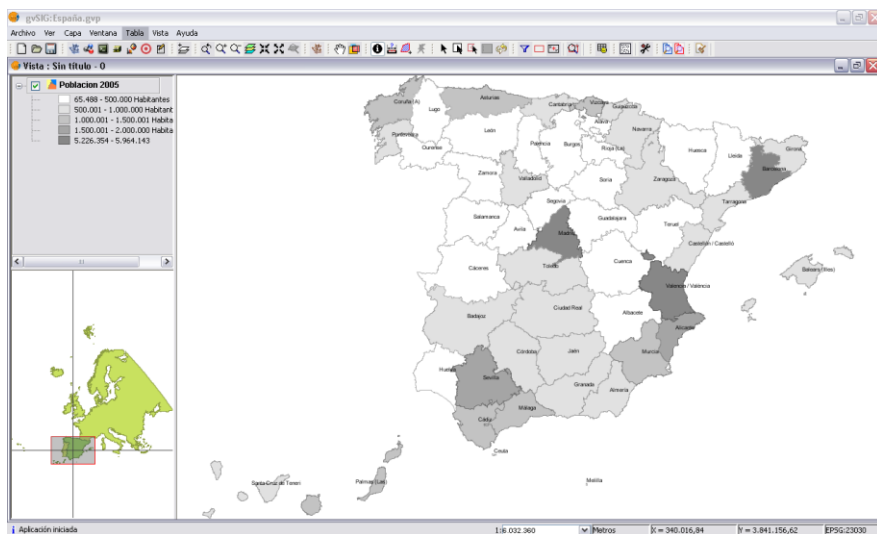 gvSIG:España.gvp
Archivo Ver Capa Ventana Tabla Vista Ayuda
Vista : Sin título - 0
Poblacion 2005
65.488 - 500.000 Habitantes
500.001 - 1.000.000 Habitant
1.000.001 - 1.500.001 Habita
1.500.001 - 2.000.000 Habita
5.226.354 - 5.964.143
Coruña (A)
Lugo
Asturias
Cantabria
Vizcaya
Guipúzcoa
Alava
Navarra
Pontevedra
Ourense
León
Palencia
Burgos
Rioja (La)
Huesca
Lleida
Girona
Barcelona
Zamora
Valladolid
Soria
Zaragoza
Tarragona
Segovia
Salamanca
Avila
Guadalajara
Teruel
Madrid
Castellón / Castelló
Cáceres
Toledo
Cuenca
Balears (Illes)
Valencia / València
Badajoz
Ciudad Real
Albacete
Alicante
Córdoba
Jaén
Murcia
Huelva
Sevilla
Granada
Almería
Málaga
Cádiz
Ceuta
Melilla
Santa Cruz de Teneri
Palmas (Las)
Aplicación iniciada
1:6.032.360
Metros
X = 340.016,84
Y = 3.841.156,62
EPSG:23030